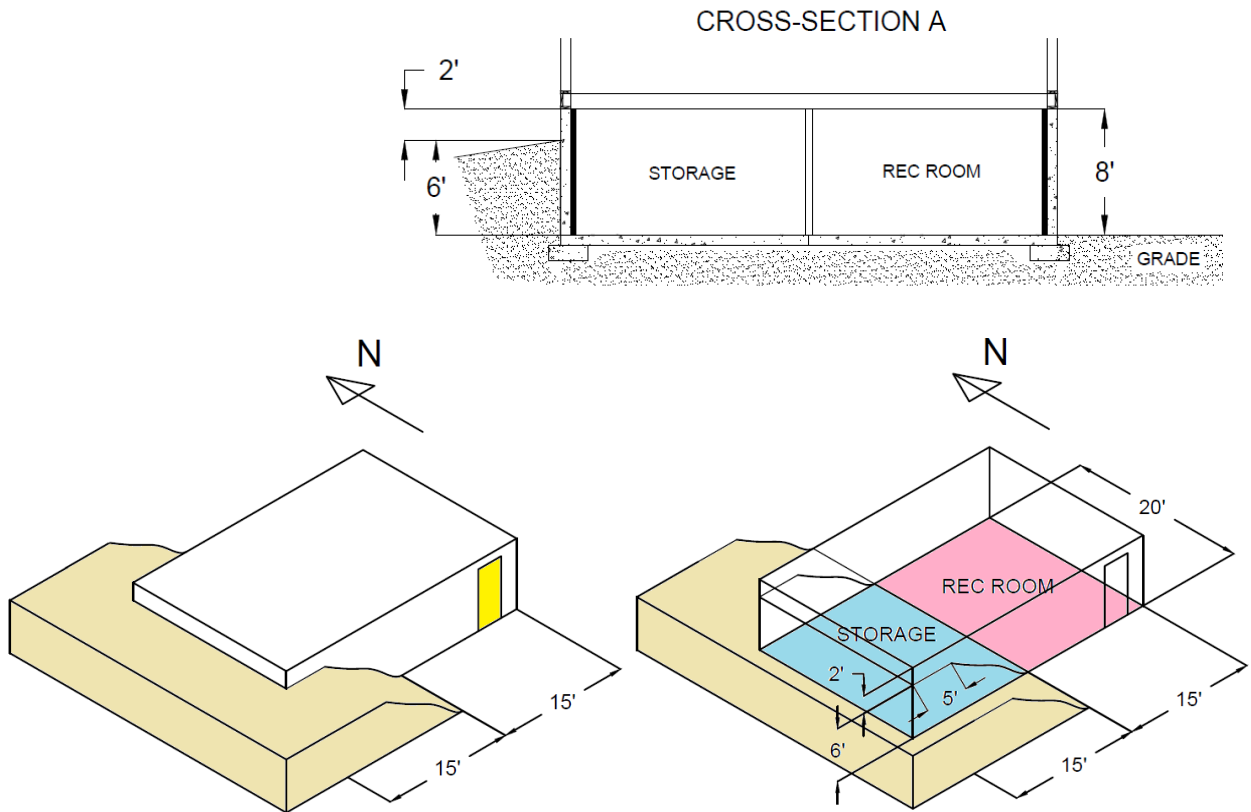 CROSS-SECTION A
2'
6'
STORAGE
REC ROOM
8'
GRADE
N
15'
15'
N
20'
REC ROOM
STORAGE
2'
5'
6'
15'
15'